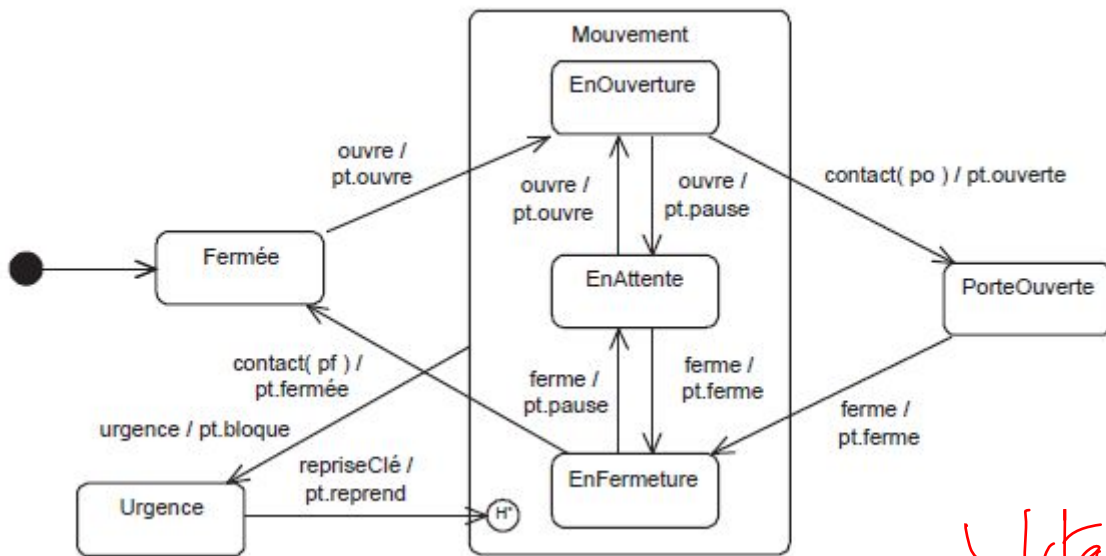 Mouvement
EnOuverture
ouvre /
pt.ouvre
ouvre /
pt.ouvre
ouvre /
pt.pause
contact( po ) / pt.ouverte
Fermée
EnAttente
PorteOuverte
contact( pf ) /
pt.fermée
ferme /
pt.pause
ferme /
pt.ferme
ferme /
pt.ferme
urgence / pt.bloque
repriseClé /
pt.reprend
Urgence
H*
EnFermeture